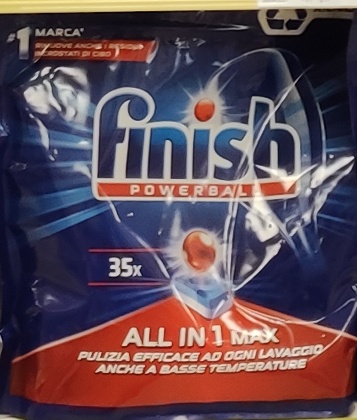 #1 MARCA*
RIMUOVE ANCHE I RESIDUI
INCROSTATI DI CIBO
finish
POWERBALL
35x
ALL IN 1 MAX
PULIZIA EFFICACE AD OGNI LAVAGGIO
ANCHE A BASSE TEMPERATURE